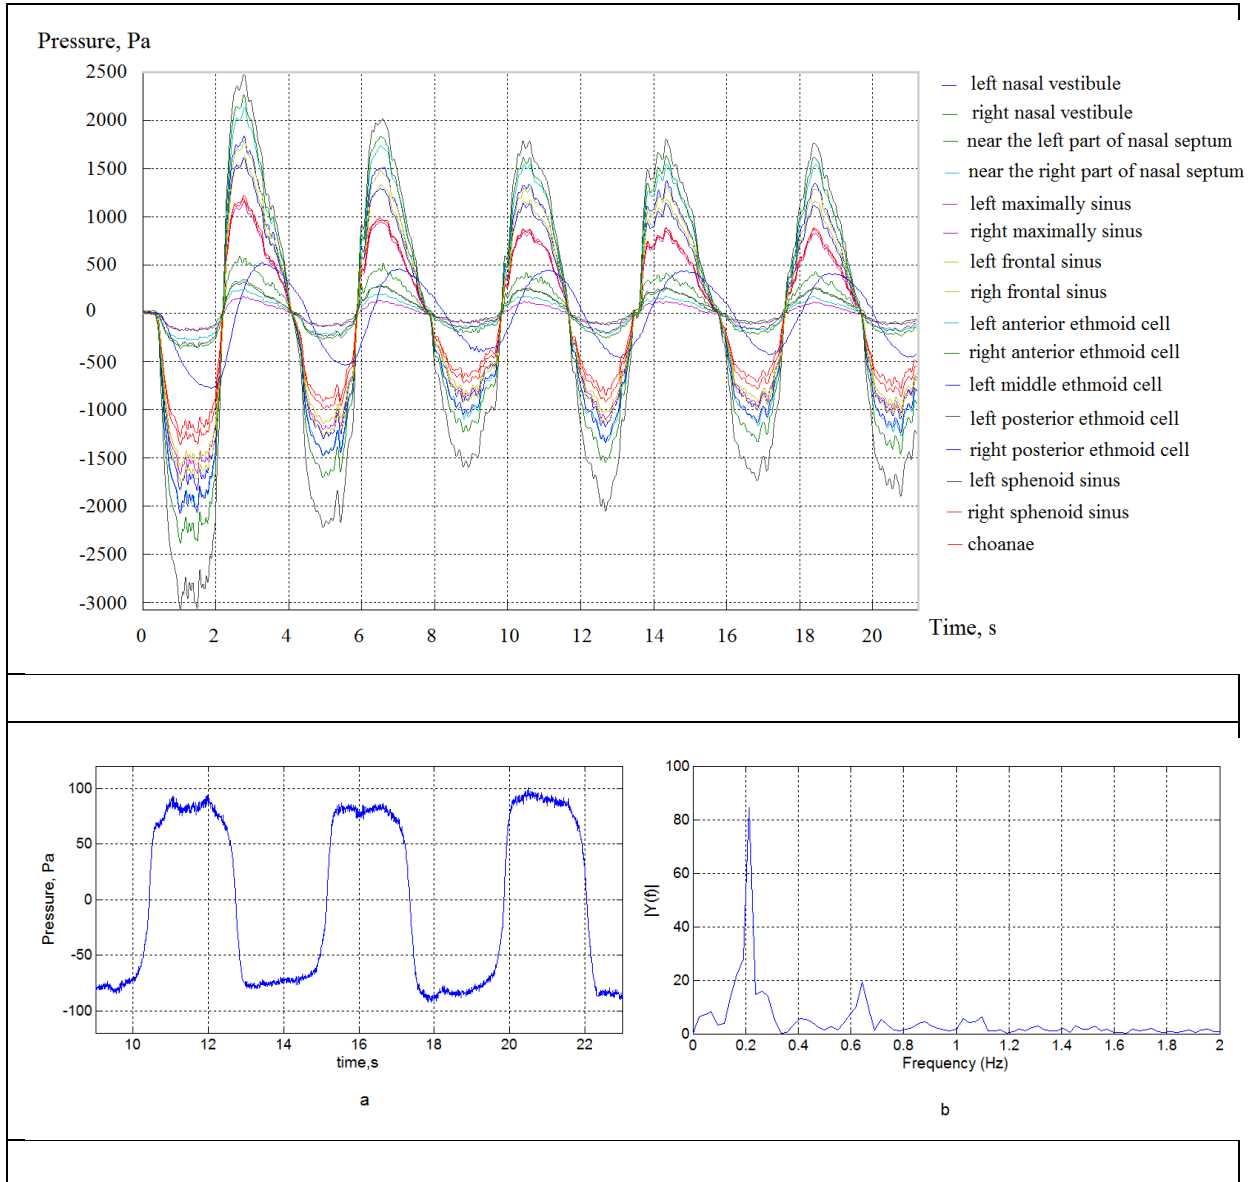 Pressure, Pa
2500
2000
1500
1000
500
0
-500
-1000
-1500
-2000
-2500
-3000
0 2 4 6 8 10 12 14 16 18 20
Time, s
left nasal vestibule
right nasal vestibule
near the left part of nasal septum
near the right part of nasal septum
left maximally sinus
right maximally sinus
left frontal sinus
righ frontal sinus
left anterior ethmoid cell
right anterior ethmoid cell
left middle ethmoid cell
left posterior ethmoid cell
right posterior ethmoid cell
left sphenoid sinus
right sphenoid sinus
choanae
Pressure, Pa
100
50
0
-50
-100
10 12 14 16 18 20 22
time,s
a
|Y(f)|
100
80
60
40
20
0
0 0.2 0.4 0.6 0.8 1 1.2 1.4 1.6 1.8 2
Frequency (Hz)
b